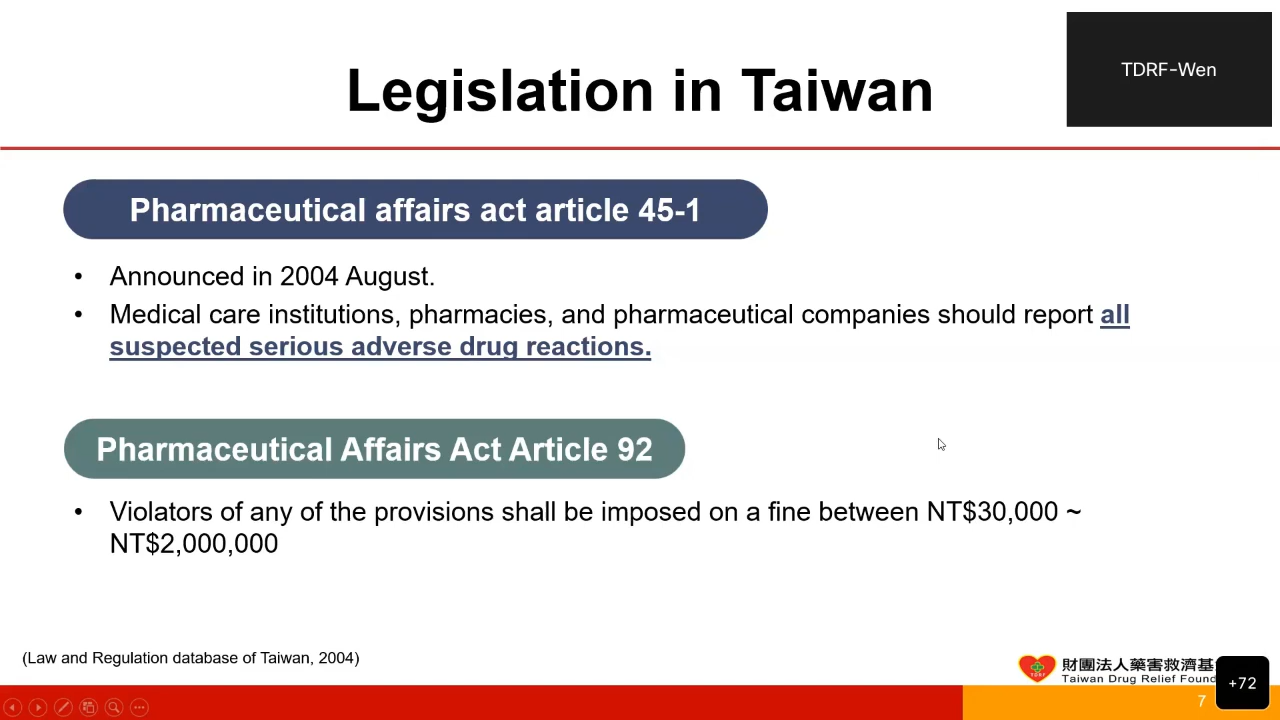 Legislation in Taiwan
TDRF-Wen
Pharmaceutical affairs act article 45-1
• Announced in 2004 August.
• Medical care institutions, pharmacies, and pharmaceutical companies should report all
suspected serious adverse drug reactions.
Pharmaceutical Affairs Act Article 92
• Violators of any of the provisions shall be imposed on a fine between NT$30,000 ~
NT$2,000,000
(Law and Regulation database of Taiwan, 2004)
TDRF
財團法人藥害救濟基
Taiwan Drug Relief Found
7
+72